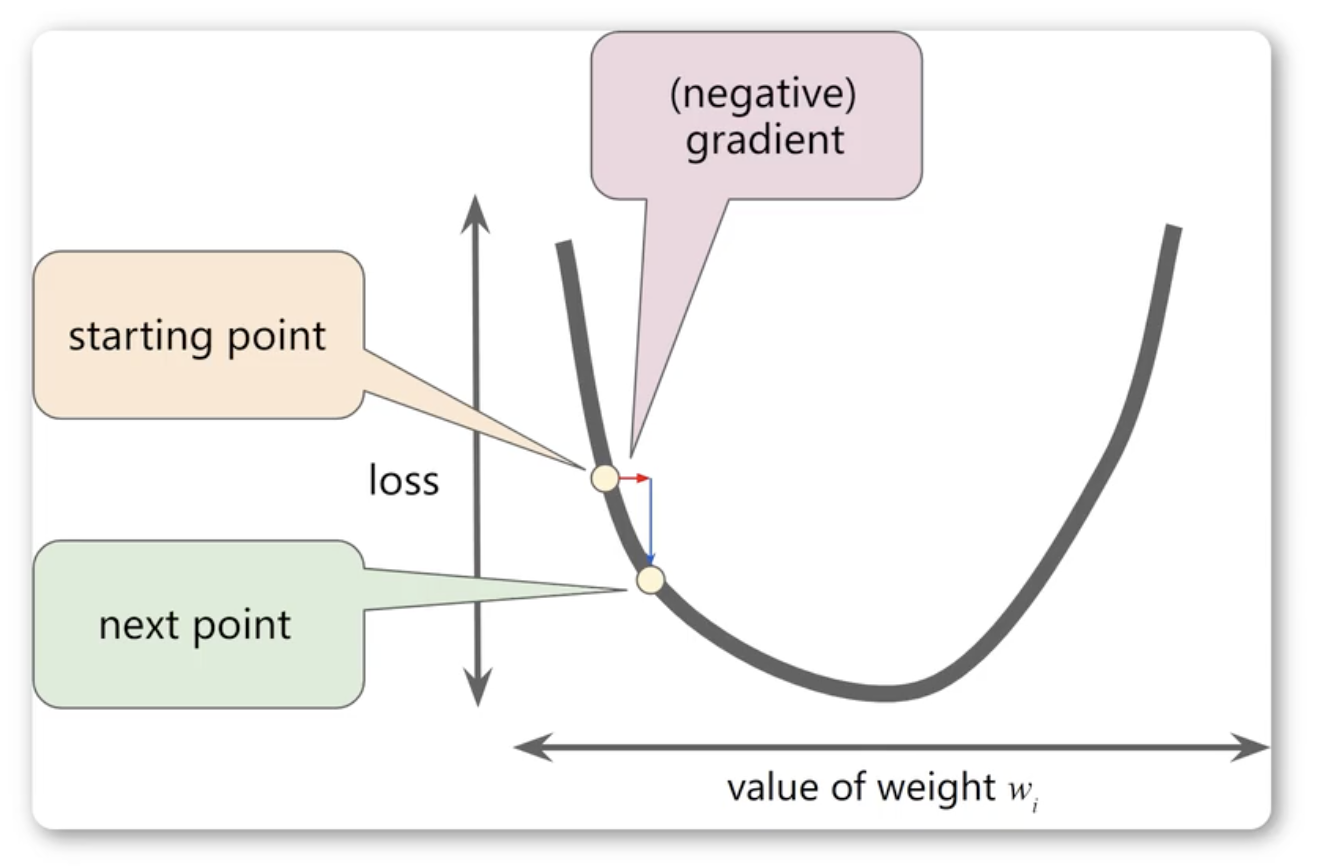 (negative)
gradient
starting point
loss
next point
value of weight wᵢ